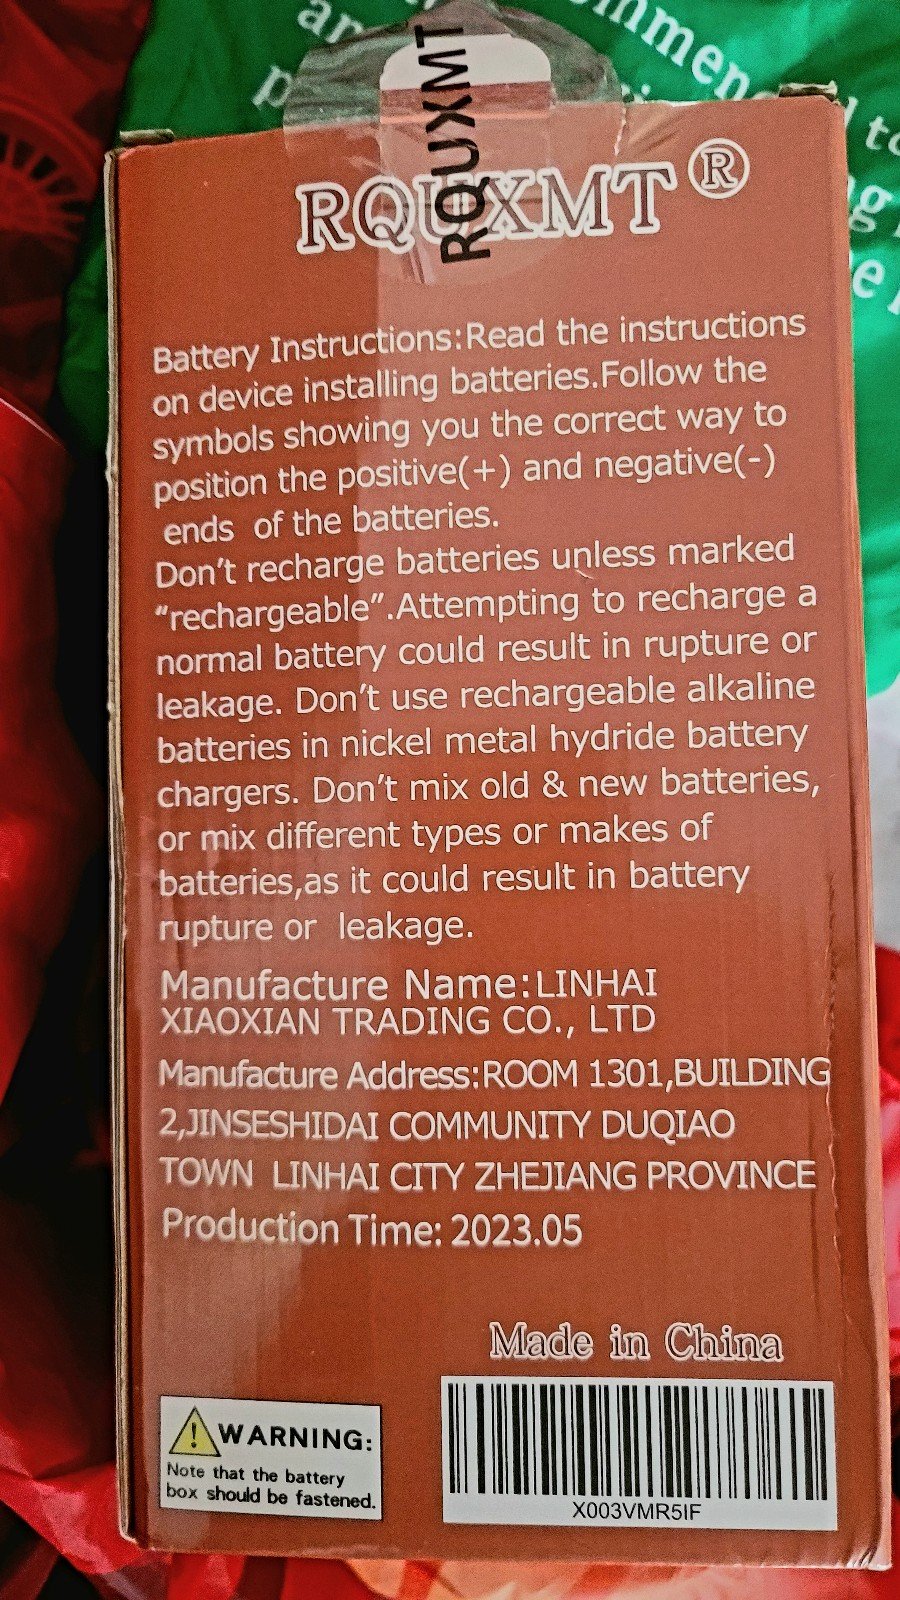 RQUXMT
RQUXMT®
Battery Instructions:Read the instructions
on device installing batteries.Follow the
symbols showing you the correct way to
position the positive(+) and negative(-)
ends of the batteries.
Don't recharge batteries unless marked
"rechargeable".Attempting to recharge a
normal battery could result in rupture or
leakage. Don't use rechargeable alkaline
batteries in nickel metal hydride battery
chargers. Don't mix old & new batteries,
or mix different types or makes of
batteries,as it could result in battery
rupture or leakage.
Manufacture Name:LINHAI
XIAOXIAN TRADING CO., LTD
Manufacture Address:ROOM 1301,BUILDING
2,JINSESHIDAI COMMUNITY DUQIAO
TOWN LINHAI CITY ZHEJIANG PROVINCE
Production Time: 2023.05
Made in China
WARNING:
Note that the battery
box should be fastened.
X003VMR5IF